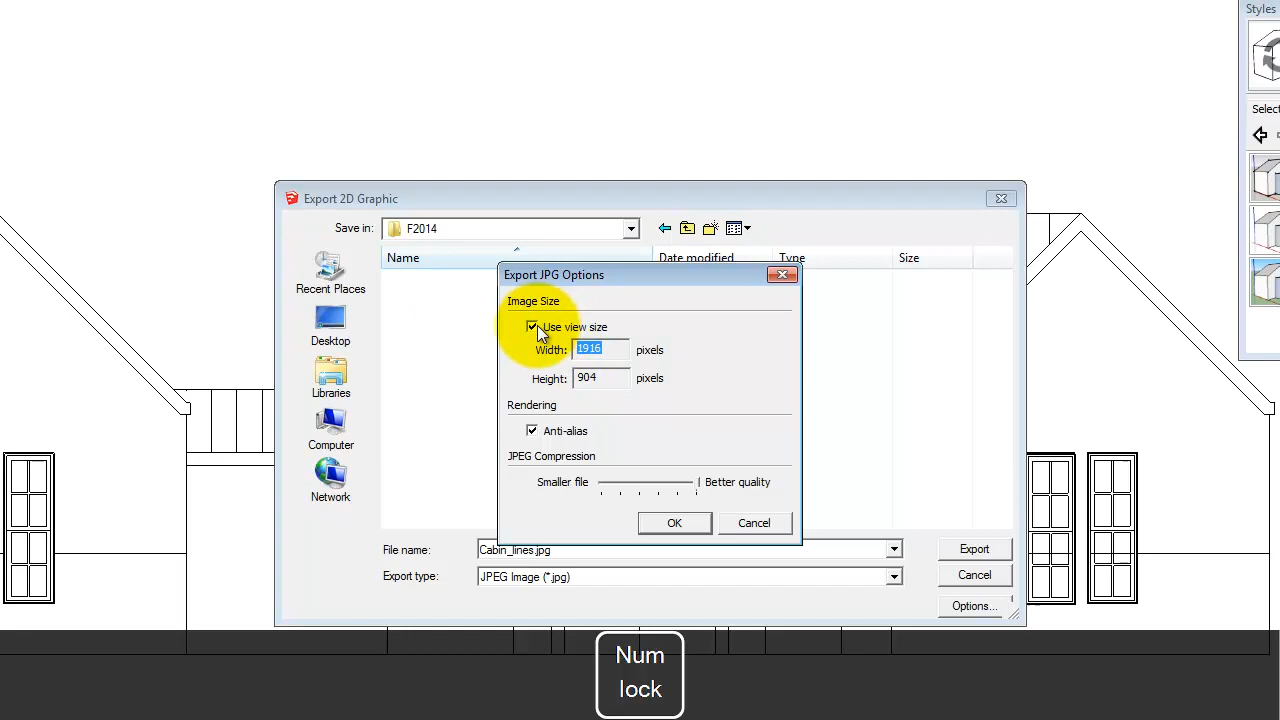 Styles
Select
Export 2D Graphic
Save in:
F2014
Name
Date modified
Type
Size
Recent Places
Desktop
Libraries
Computer
Network
Export JPG Options
Image Size
Use view size
Width:
1916
pixels
Height:
904
pixels
Rendering
Anti-alias
JPEG Compression
Smaller file
Better quality
OK
Cancel
File name:
Cabin_lines.jpg
Export
Export type:
JPEG Image (*.jpg)
Cancel
Options...
Num
lock